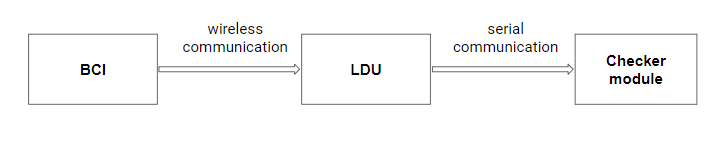 wireless
communication
serial
communication
BCI
LDU
Checker
module